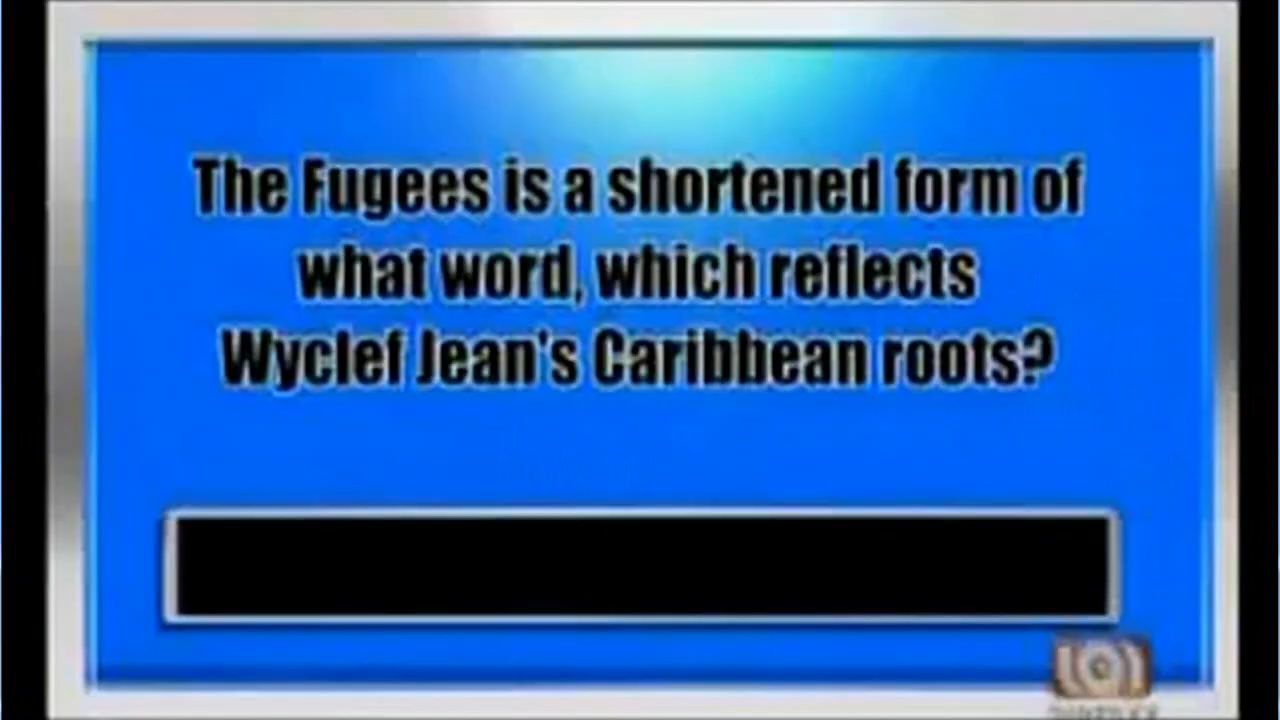 The Fugees is a shortened form of
what word, which reflects
Wyclef Jean's Caribbean roots?